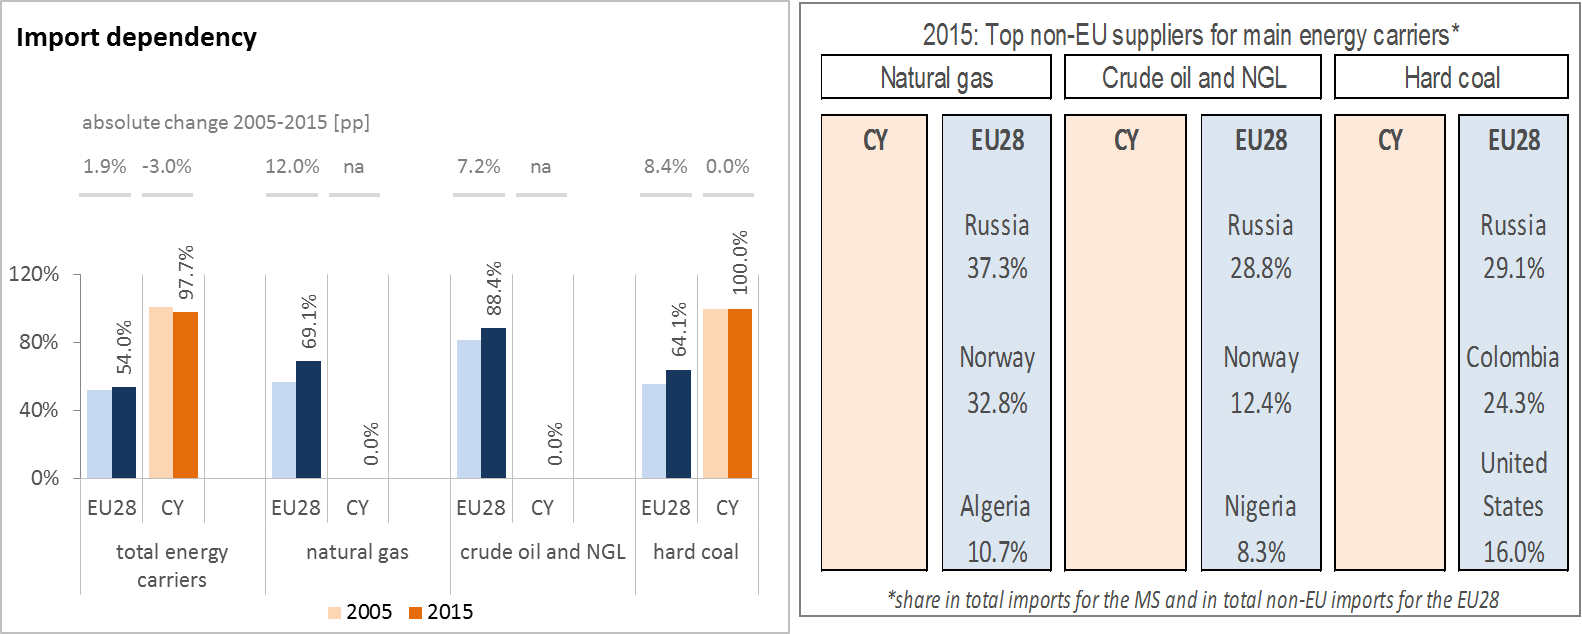 Import dependency
absolute change 2005-2015 [pp]
1.9% -3.0% 12.0% na 7.2% na 8.4% 0.0%
120%
80%
40%
0%
54.0%
97.7%
69.1%
0.0%
88.4%
0.0%
64.1%
100.0%
EU28 CY EU28 CY EU28 CY EU28 CY
total energy carriers
natural gas
crude oil and NGL
hard coal
2005 2015
2015: Top non-EU suppliers for main energy carriers*
Natural gas Crude oil and NGL Hard coal
CY EU28 CY EU28 CY EU28
Russia Russia Russia
37.3% 28.8% 29.1%
Norway Norway Colombia
32.8% 12.4% 24.3%
United
Algeria Nigeria States
10.7% 8.3% 16.0%
*share in total imports for the MS and in total non-EU imports for the EU28